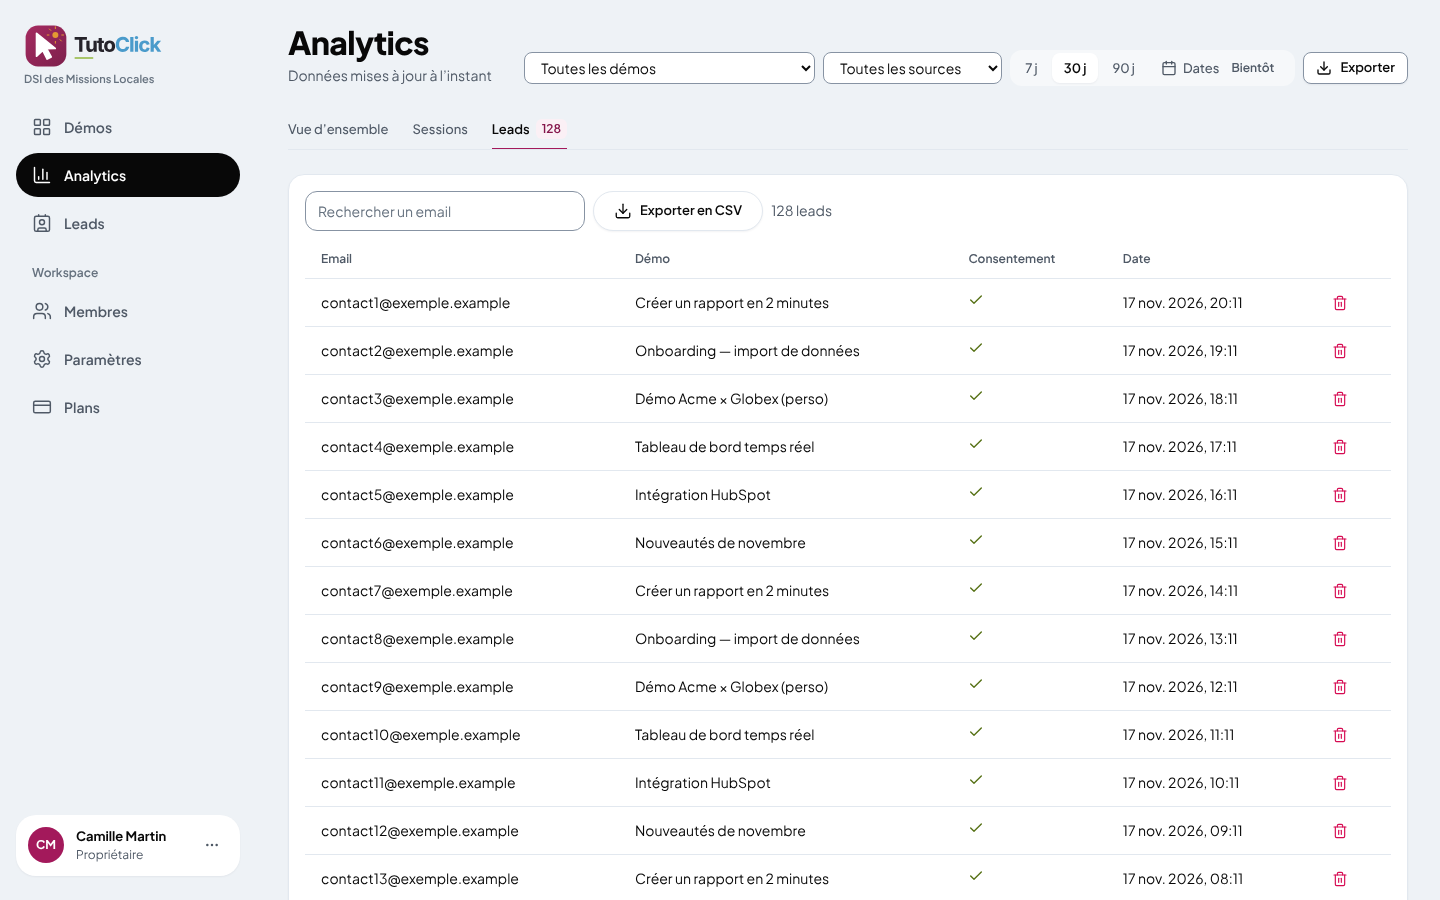 TutoClick
DSI des Missions Locales
Démos
Analytics
Leads
Workspace
Membres
Paramètres
Plans
CM
Camille Martin
Propriétaire
Analytics
Données mises à jour à l'instant
Toutes les démos
Toutes les sources
7 j
30 j
90 j
Dates
Bientôt
Exporter
Vue d'ensemble
Sessions
Leads 128
Rechercher un email
Exporter en CSV
128 leads
Email Démo Consentement Date
contact1@exemple.example Créer un rapport en 2 minutes 17 nov. 2026, 20:11
contact2@exemple.example Onboarding — import de données 17 nov. 2026, 19:11
contact3@exemple.example Démo Acme × Globex (perso) 17 nov. 2026, 18:11
contact4@exemple.example Tableau de bord temps réel 17 nov. 2026, 17:11
contact5@exemple.example Intégration HubSpot 17 nov. 2026, 16:11
contact6@exemple.example Nouveautés de novembre 17 nov. 2026, 15:11
contact7@exemple.example Créer un rapport en 2 minutes 17 nov. 2026, 14:11
contact8@exemple.example Onboarding — import de données 17 nov. 2026, 13:11
contact9@exemple.example Démo Acme × Globex (perso) 17 nov. 2026, 12:11
contact10@exemple.example Tableau de bord temps réel 17 nov. 2026, 11:11
contact11@exemple.example Intégration HubSpot 17 nov. 2026, 10:11
contact12@exemple.example Nouveautés de novembre 17 nov. 2026, 09:11
contact13@exemple.example Créer un rapport en 2 minutes 17 nov. 2026, 08:11